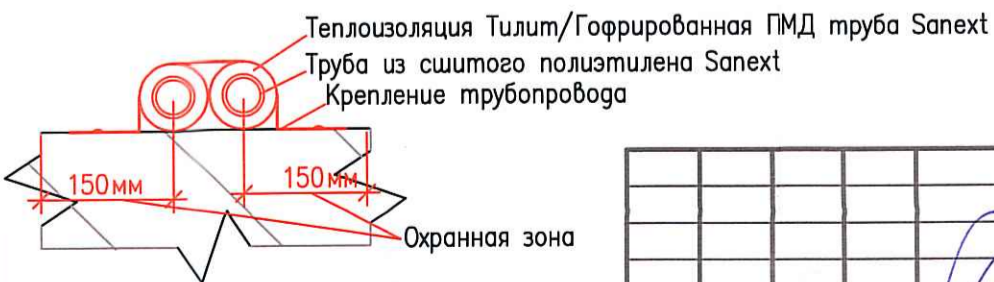 Теплоизоляция Тилит/Гофрированная ПМД труба Sanext
Труба из сшитого полиэтилена Sanext
Крепление трубопровода
150мм
150мм
Охранная зона